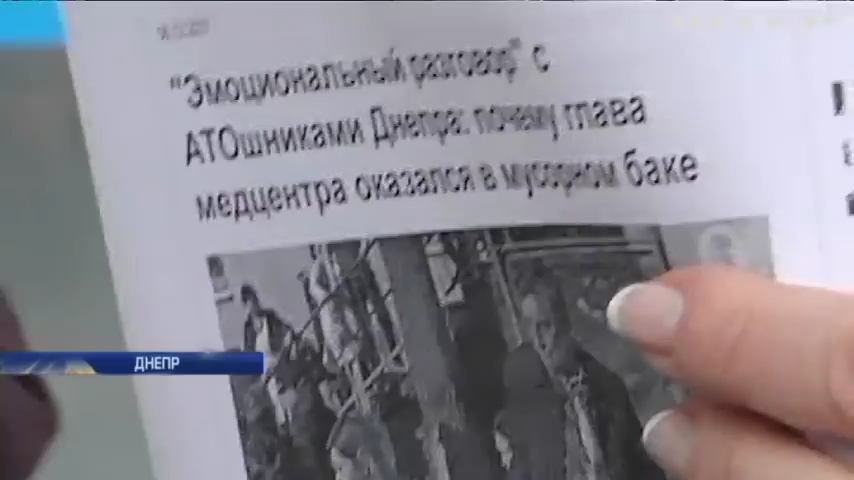 "Эмоциональный разговор" с
АТОшниками Днепра: почему глава
медцентра оказался в мусорном баке
ДНЕПР